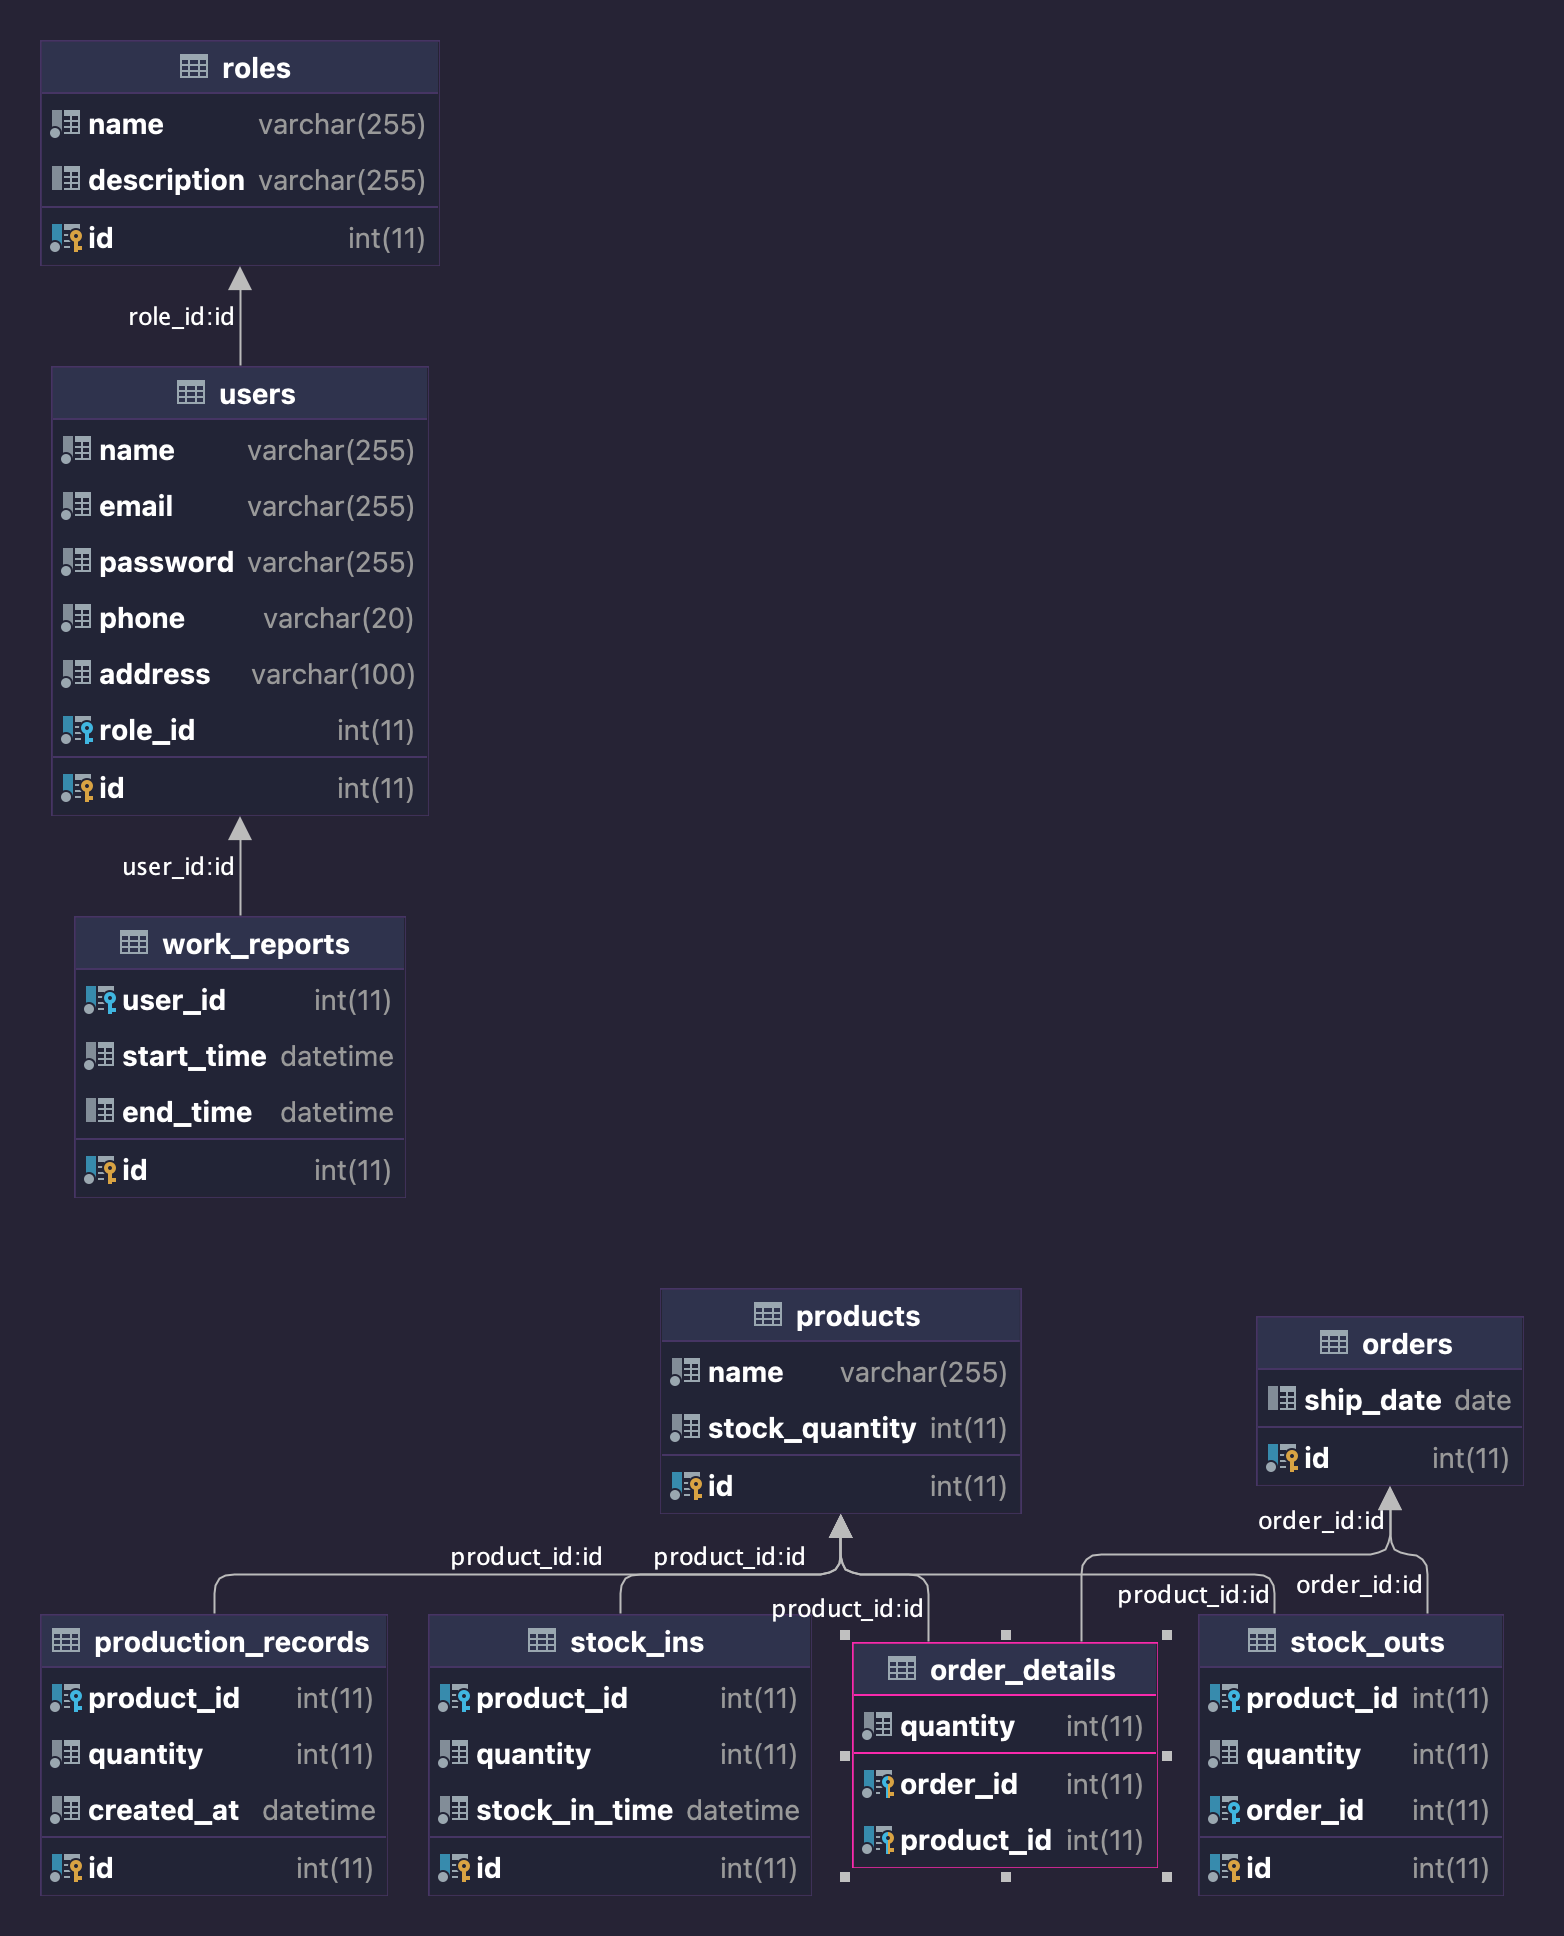 roles
name varchar(255)
description varchar(255)
id int(11)
role_id:id
users
name varchar(255)
email varchar(255)
password varchar(255)
phone varchar(20)
address varchar(100)
role_id int(11)
id int(11)
user_id:id
work_reports
user_id int(11)
start_time datetime
end_time datetime
id int(11)
products
name varchar(255)
stock_quantity int(11)
id int(11)
orders
ship_date date
id int(11)
order_id:id
product_id:id
product_id:id
product_id:id
product_id:id
order_id:id
production_records
product_id int(11)
quantity int(11)
created_at datetime
id int(11)
stock_ins
product_id int(11)
quantity int(11)
stock_in_time datetime
id int(11)
order_details
quantity int(11)
order_id int(11)
product_id int(11)
stock_outs
product_id int(11)
quantity int(11)
order_id int(11)
id int(11)